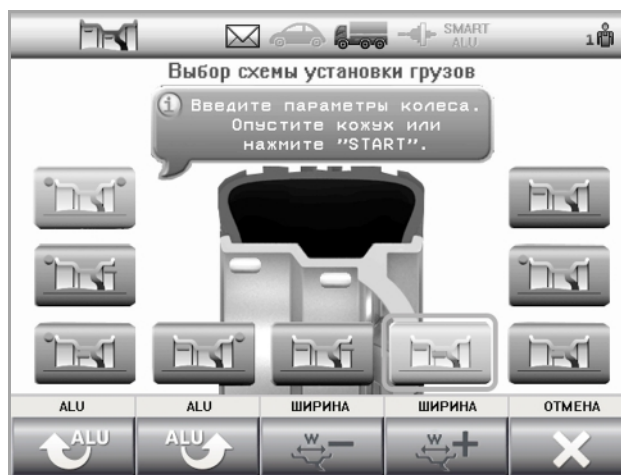 SMART
ALU
1
Выбор схемы установки грузов
i
Введите параметры колеса.
Опустите кожух или
нажмите "START".
ALU
ALU
ШИРИНА
ШИРИНА
ОТМЕНА
ALU
ALU
W
W